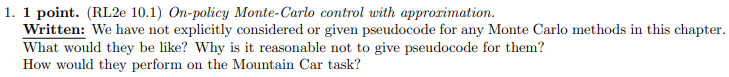 1. 1 point. (RL2e 10.1) On-policy Monte-Carlo control with approximation.
Written: We have not explicitly considered or given pseudocode for any Monte Carlo methods in this chapter.
What would they be like? Why is it reasonable not to give pseudocode for them?
How would they perform on the Mountain Car task?